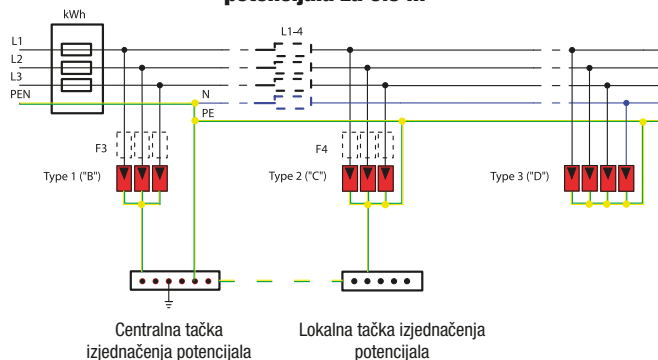 kWh
L1-4
L1
L2
L3
PEN
N
PE
F3
F4
Type 1 ("B")
Type 2 ("C")
Type 3 ("D")
Centralna tačka
izjednačenja potencijala
Lokalna tačka izjednačenja
potencijala